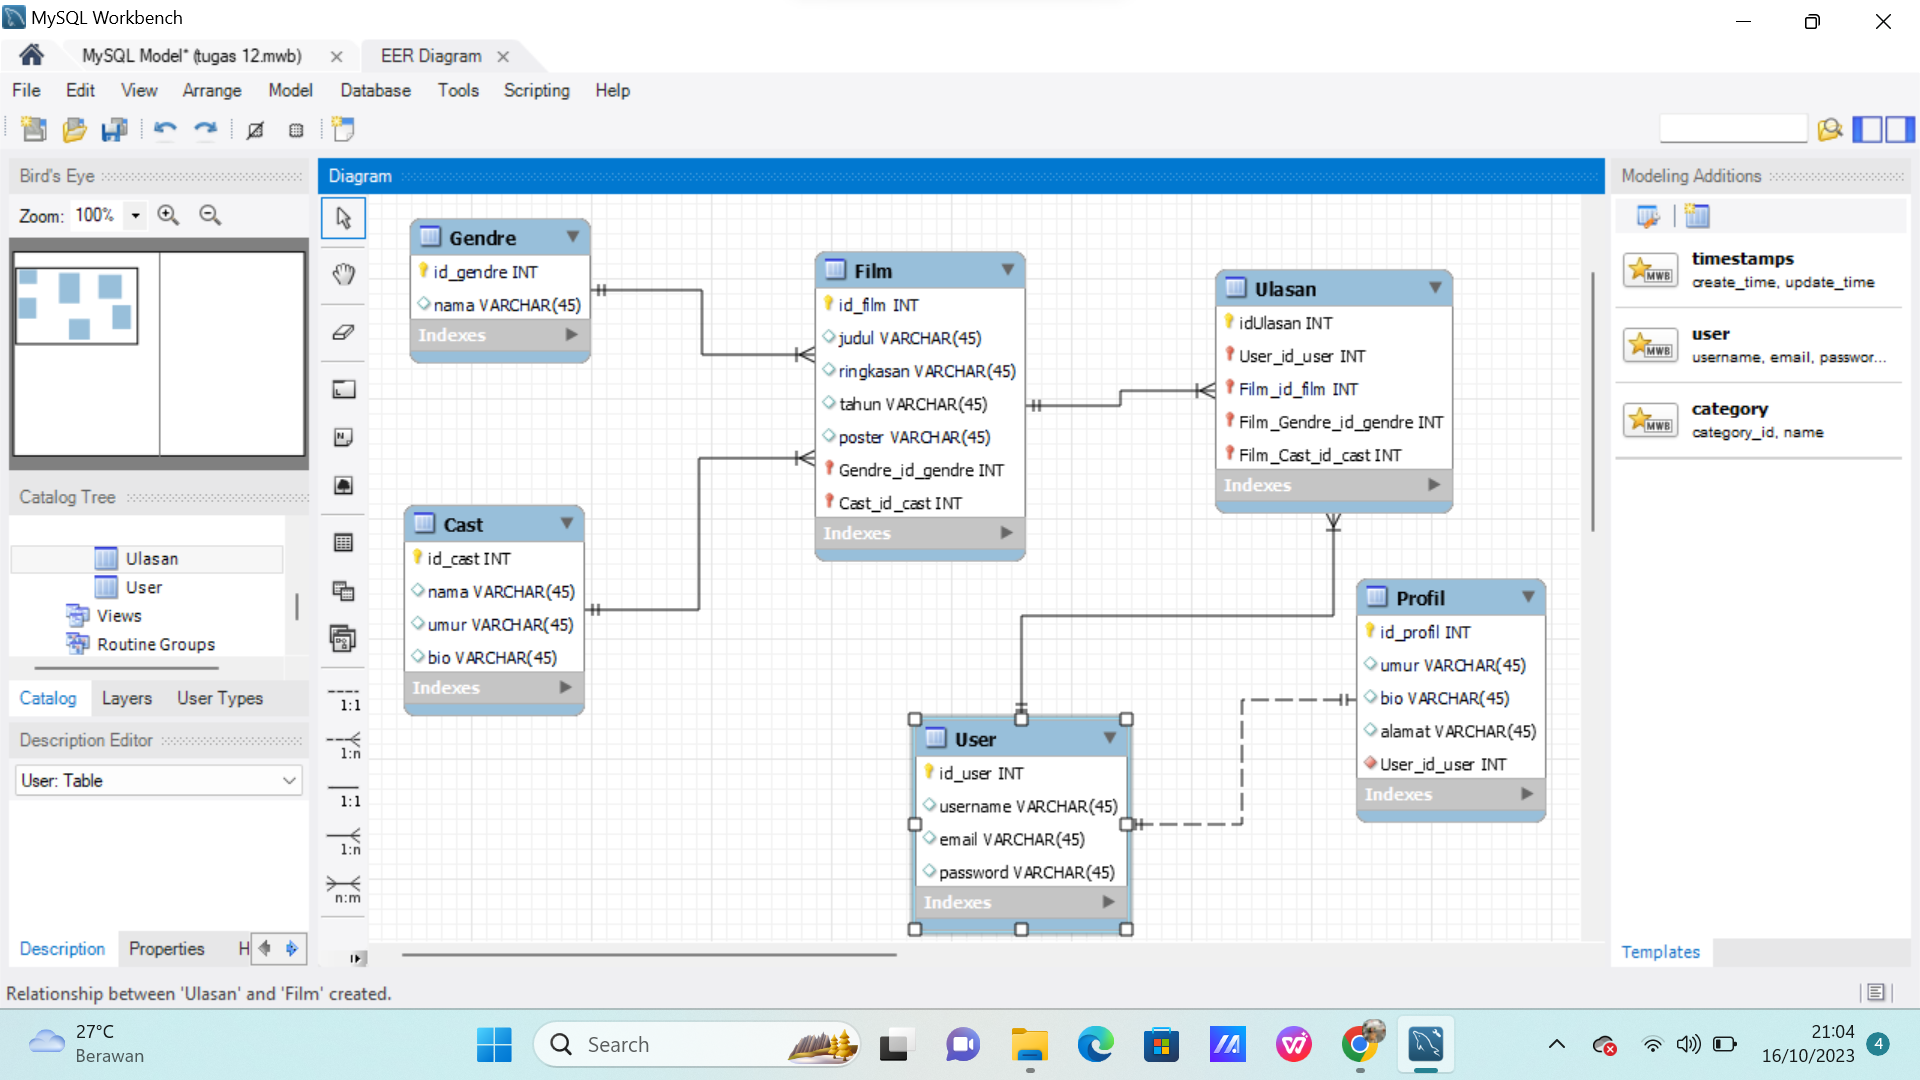 MySQL Workbench
MySQL Model* (tugas 12.mwb)
EER Diagram
File Edit View Arrange Model Database Tools Scripting Help
Bird's Eye
Zoom: 100%
Catalog Tree
Ulasan
User
Views
Routine Groups
Catalog Layers User Types
Description Editor
User: Table
Description Properties H
Relationship between 'Ulasan' and 'Film' created.
Diagram
1:1
1:n
1:1
1:n
n:m
Gendre
id_gendre INT
nama VARCHAR(45)
Indexes
Cast
id_cast INT
nama VARCHAR(45)
umur VARCHAR(45)
bio VARCHAR(45)
Indexes
Film
id_film INT
judul VARCHAR(45)
ringkasan VARCHAR(45)
tahun VARCHAR(45)
poster VARCHAR(45)
Gendre_id_gendre INT
Cast_id_cast INT
Indexes
Ulasan
idUlasan INT
User_id_user INT
Film_id_film INT
Film_Gendre_id_gendre INT
Film_Cast_id_cast INT
Indexes
User
id_user INT
username VARCHAR(45)
email VARCHAR(45)
password VARCHAR(45)
Indexes
Profil
id_profil INT
umur VARCHAR(45)
bio VARCHAR(45)
alamat VARCHAR(45)
User_id_user INT
Indexes
Modeling Additions
MWB
timestamps
create_time, update_time
MWB
user
username, email, passwor...
MWB
category
category_id, name
Templates
27°C
Berawan
Search
21:04
16/10/2023
4